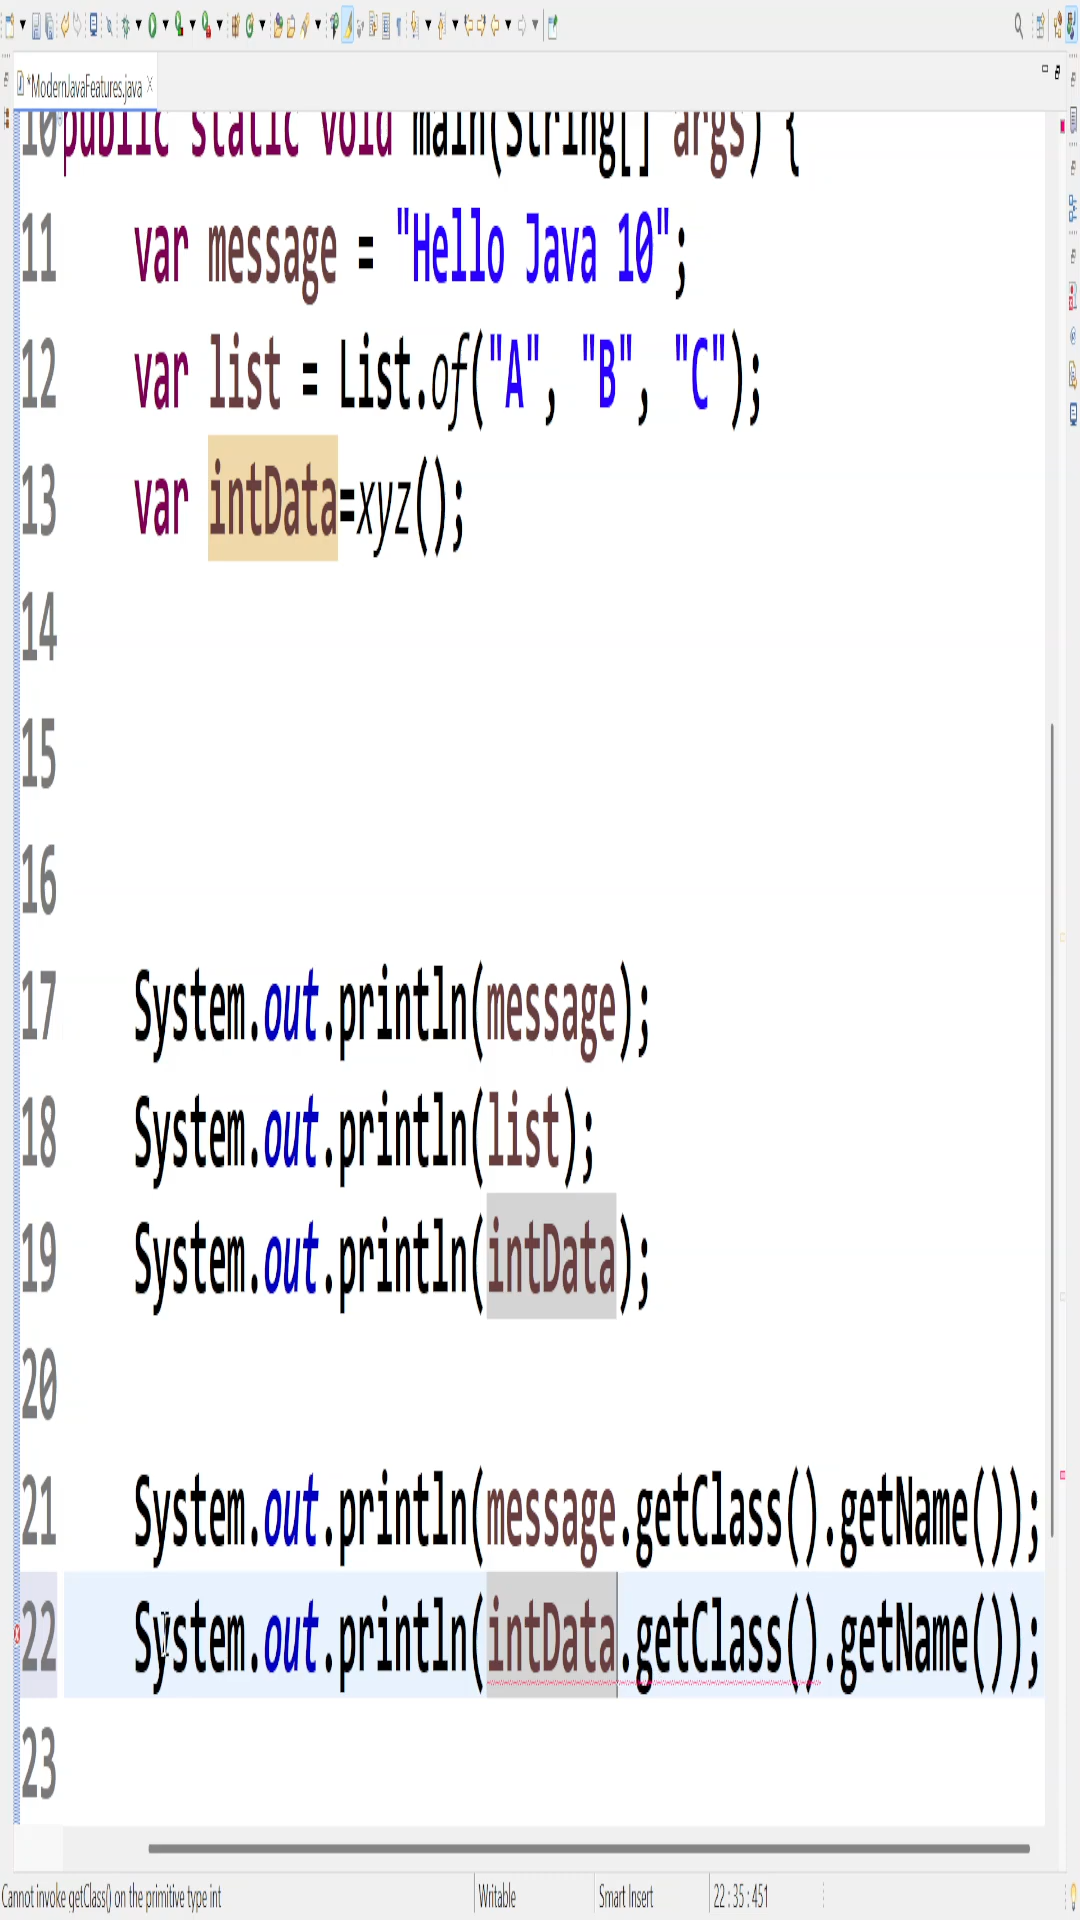 *ModernJavaFeatures.java
10 public static void main(String[] args) {
11 var message = "Hello Java 10";
12 var list = List.of("A", "B", "C");
13 var intData=xyz();
14
15
16
17 System.out.println(message);
18 System.out.println(list);
19 System.out.println(intData);
20
21 System.out.println(message.getClass().getName());
22 System.out.println(intData.getClass().getName());
23
Cannot invoke getClass() on the primitive type int Writable Smart Insert 22 : 35 : 451